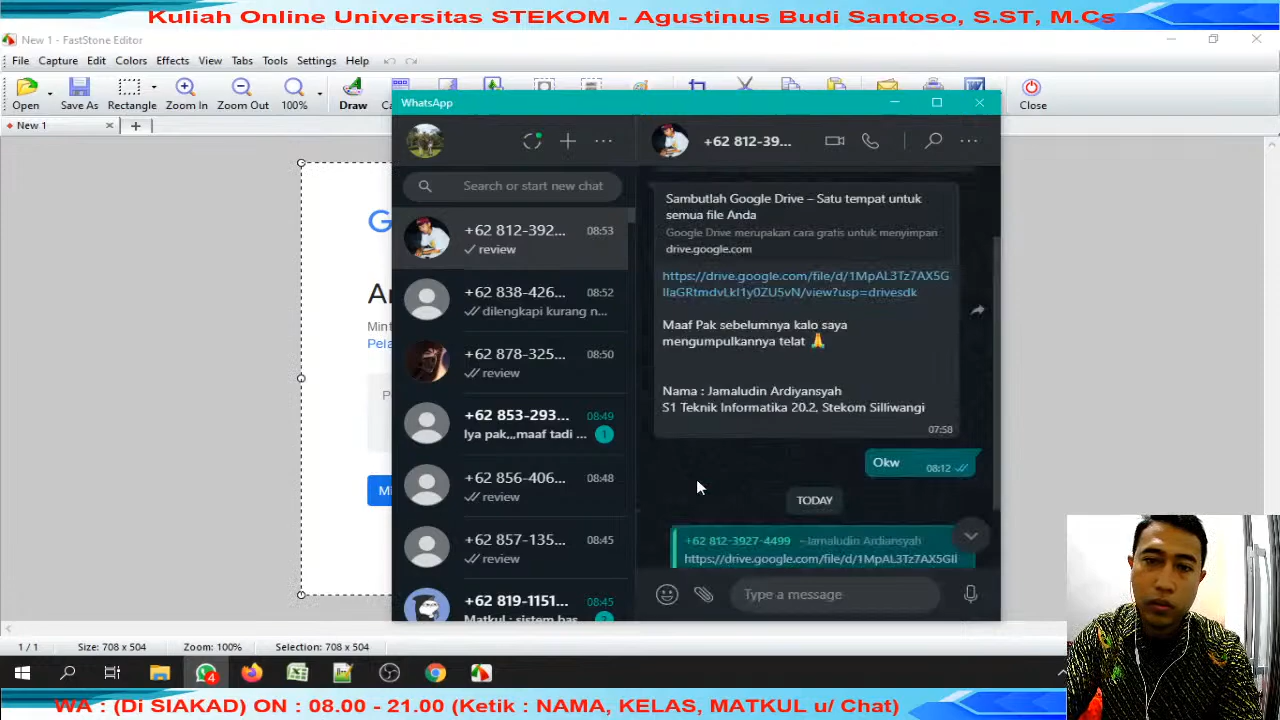 Kuliah Online Universitas STEKOM - Agustinus Budi Santoso, S.ST, M.Cs
New 1 - FastStone Editor
File Capture Edit Colors Effects View Tabs Tools Settings Help
Open Save As Rectangle Zoom In Zoom Out 100% Draw Close
New 1
WhatsApp
+62 812-39...
Search or start new chat
+62 812-392... 08:53
review
+62 838-426... 08:52
dilengkapi kurang n...
+62 878-325... 08:50
review
+62 853-293... 08:49
Iya pak,,,maaf tadi ... 1
+62 856-406... 08:48
review
+62 857-135... 08:45
review
+62 819-1151... 08:45
Matkul : sistem bas...
Sambutlah Google Drive – Satu tempat untuk
semua file Anda
Google Drive merupakan cara gratis untuk menyimpan
drive.google.com
https://drive.google.com/file/d/1MpAL3Tz7AX5G
IlaGRtmdvLkI1y0ZU5vN/view?usp=drivesdk
Maaf Pak sebelumnya kalo saya
mengumpulkannya telat 🙏
Nama : Jamaludin Ardiyansyah
S1 Teknik Informatika 20.2, Stekom Silliwangi
07:58
Okw 08:12
TODAY
+62 812-3927-4499 ~Jamaludin Ardiansyah
https://drive.google.com/file/d/1MpAL3Tz7AX5GIl
Type a message
1 / 1 Size: 708 x 504 Zoom: 100% Selection: 708 x 504
4
WA : (Di SIAKAD) ON : 08.00 - 21.00 (Ketik : NAMA, KELAS, MATKUL u/ Chat)